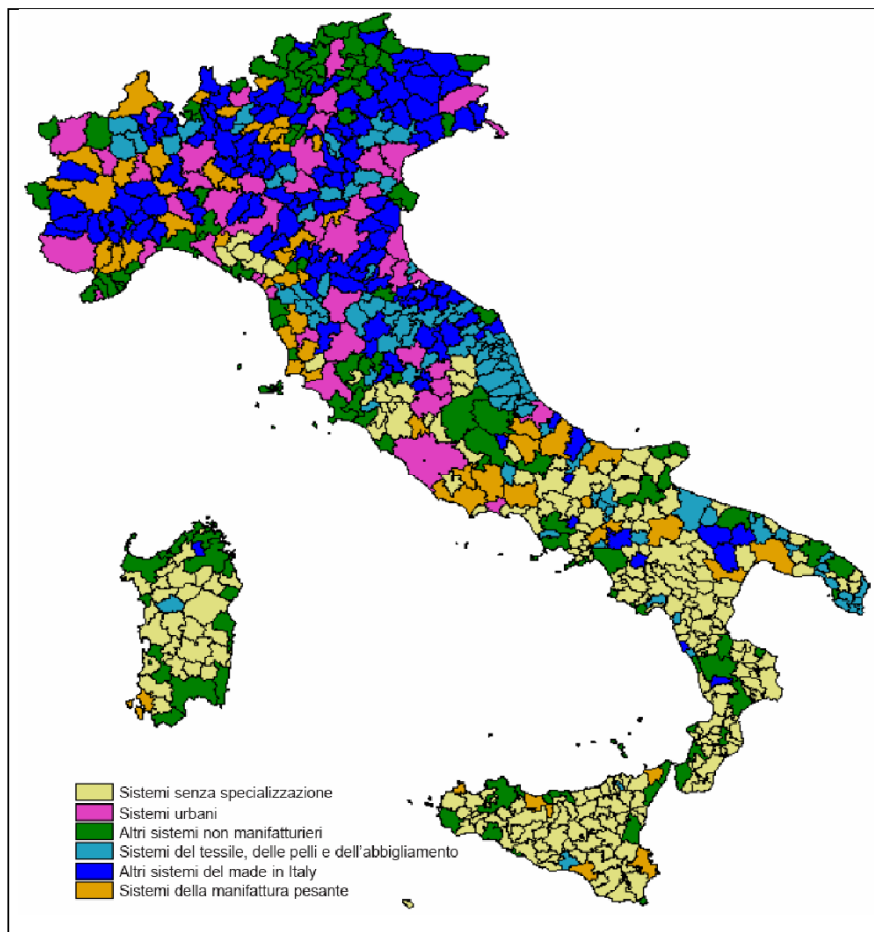 Sistemi senza specializzazione
Sistemi urbani
Altri sistemi non manifatturieri
Sistemi del tessile, delle pelli e dell'abbigliamento
Altri sistemi del made in Italy
Sistemi della manifattura pesante